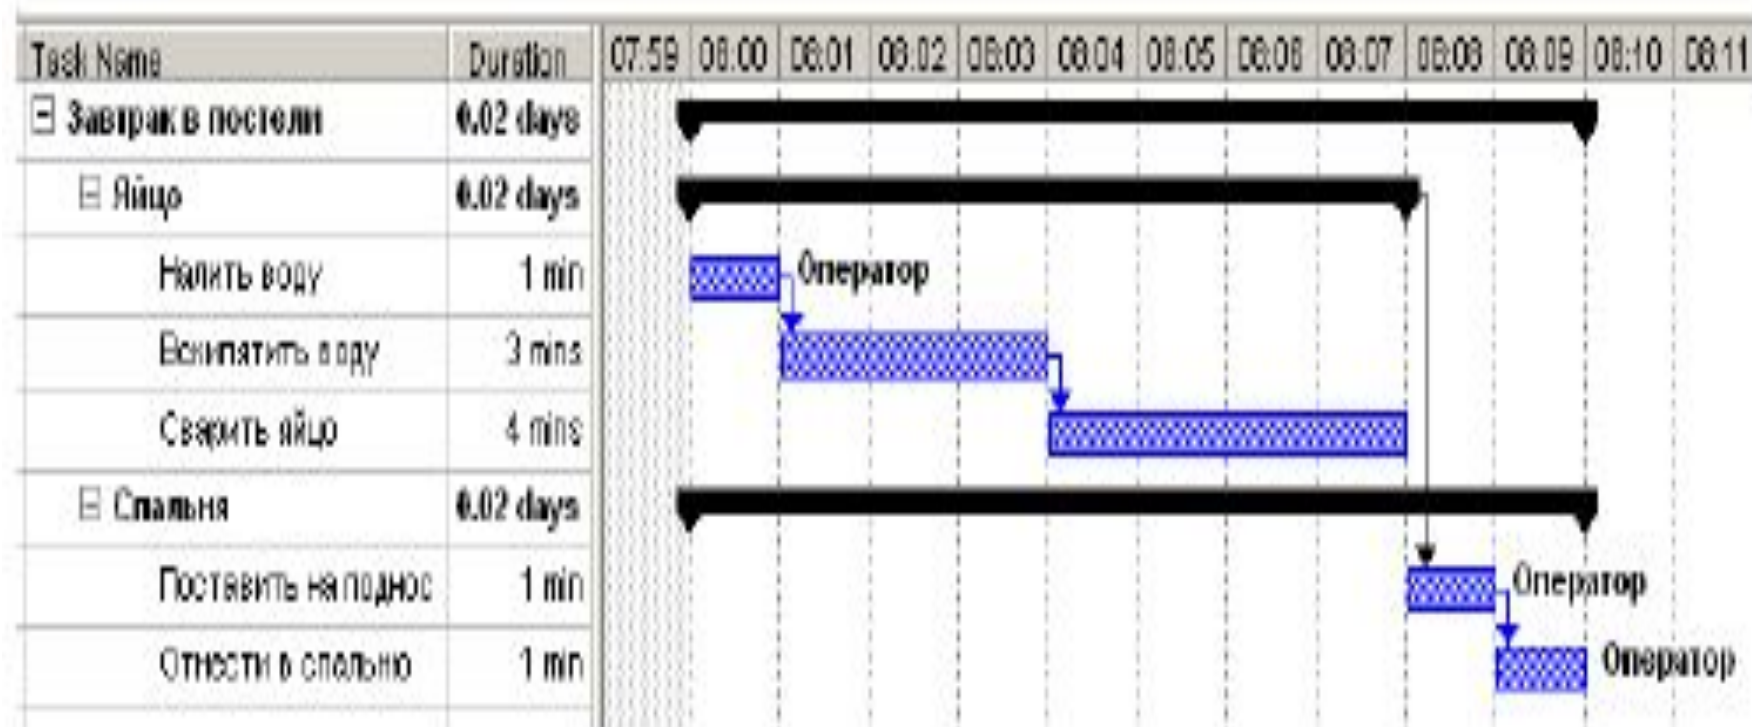 Task Name Duration 07:59 08:00 08:01 08:02 08:03 08:04 08:05 08:06 08:07 08:08 08:09 08:10 08:11
Завтрак в постели 0.02 days
Яйцо 0.02 days
Налить воду 1 min Оператор
Вскипятить воду 3 mins
Сварить яйцо 4 mins
Спальня 0.02 days
Поставить на поднос 1 min Оператор
Отнести в спальню 1 min Оператор